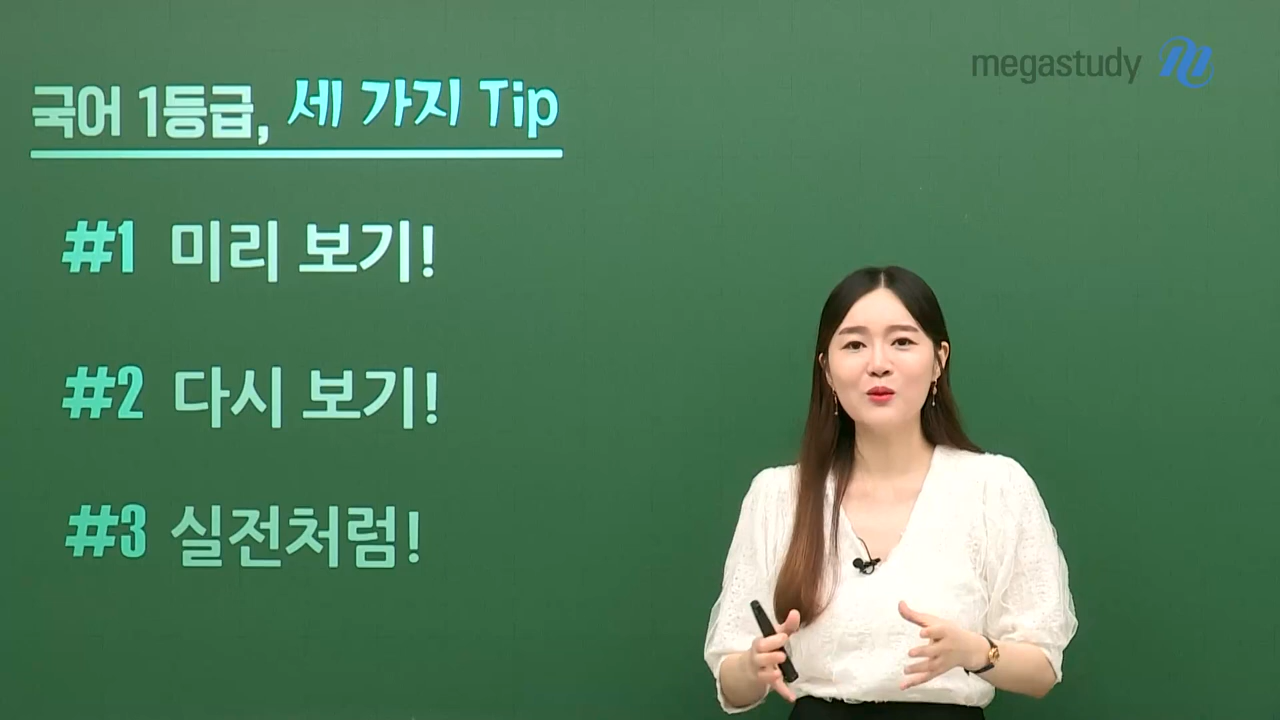 megastudy
국어 1등급, 세 가지 Tip
#1 미리 보기!
#2 다시 보기!
#3 실전처럼!